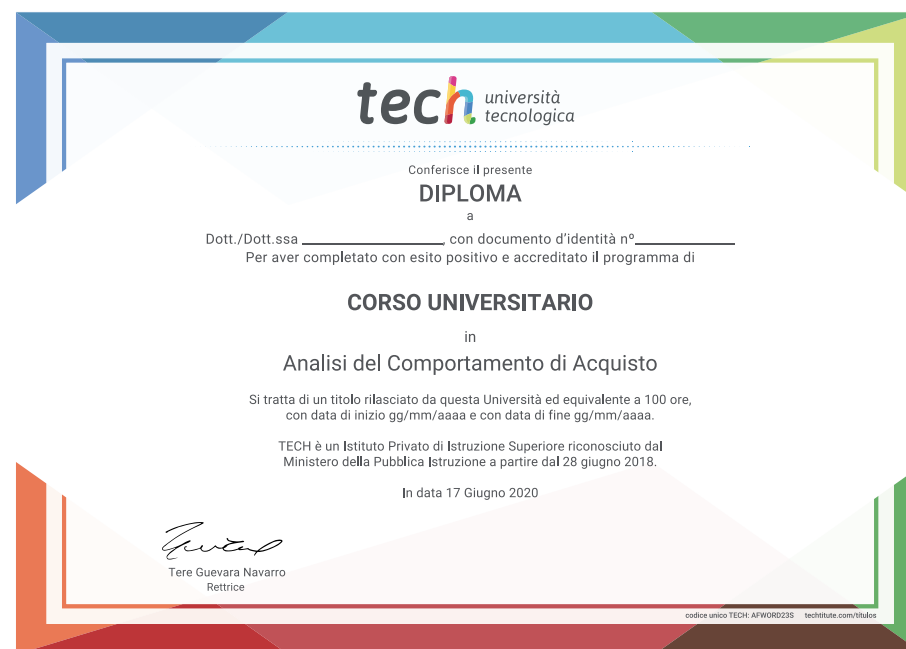 tech università
tecnologica
Conferisce il presente
DIPLOMA
a
Dott./Dott.ssa ____________________, con documento d'identità nº______________
Per aver completato con esito positivo e accreditato il programma di
CORSO UNIVERSITARIO
in
Analisi del Comportamento di Acquisto
Si tratta di un titolo rilasciato da questa Università ed equivalente a 100 ore,
con data di inizio gg/mm/aaaa e con data di fine gg/mm/aaaa.
TECH è un Istituto Privato di Istruzione Superiore riconosciuto dal
Ministero della Pubblica Istruzione a partire dal 28 giugno 2018.
In data 17 Giugno 2020
Tere Guevara Navarro
Rettrice
codice unico TECH: AFWORD23S techtitute.com/titulos